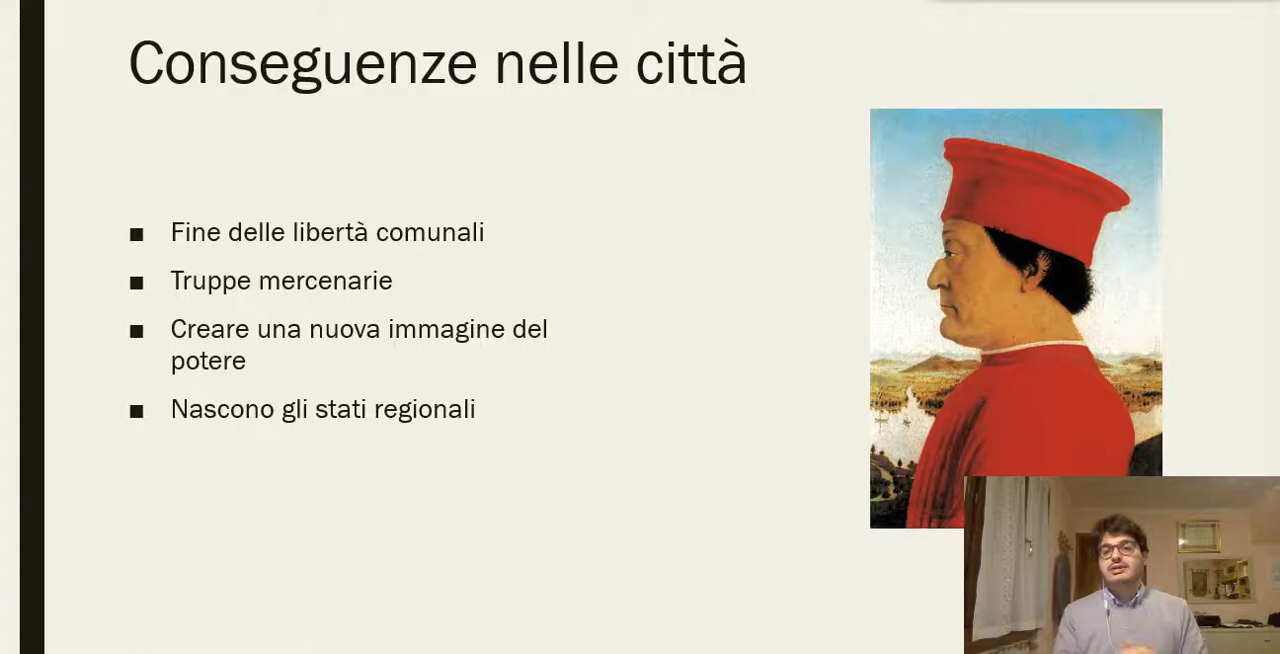 Conseguenze nelle città
Fine delle libertà comunali
Truppe mercenarie
Creare una nuova immagine del
potere
Nascono gli stati regionali